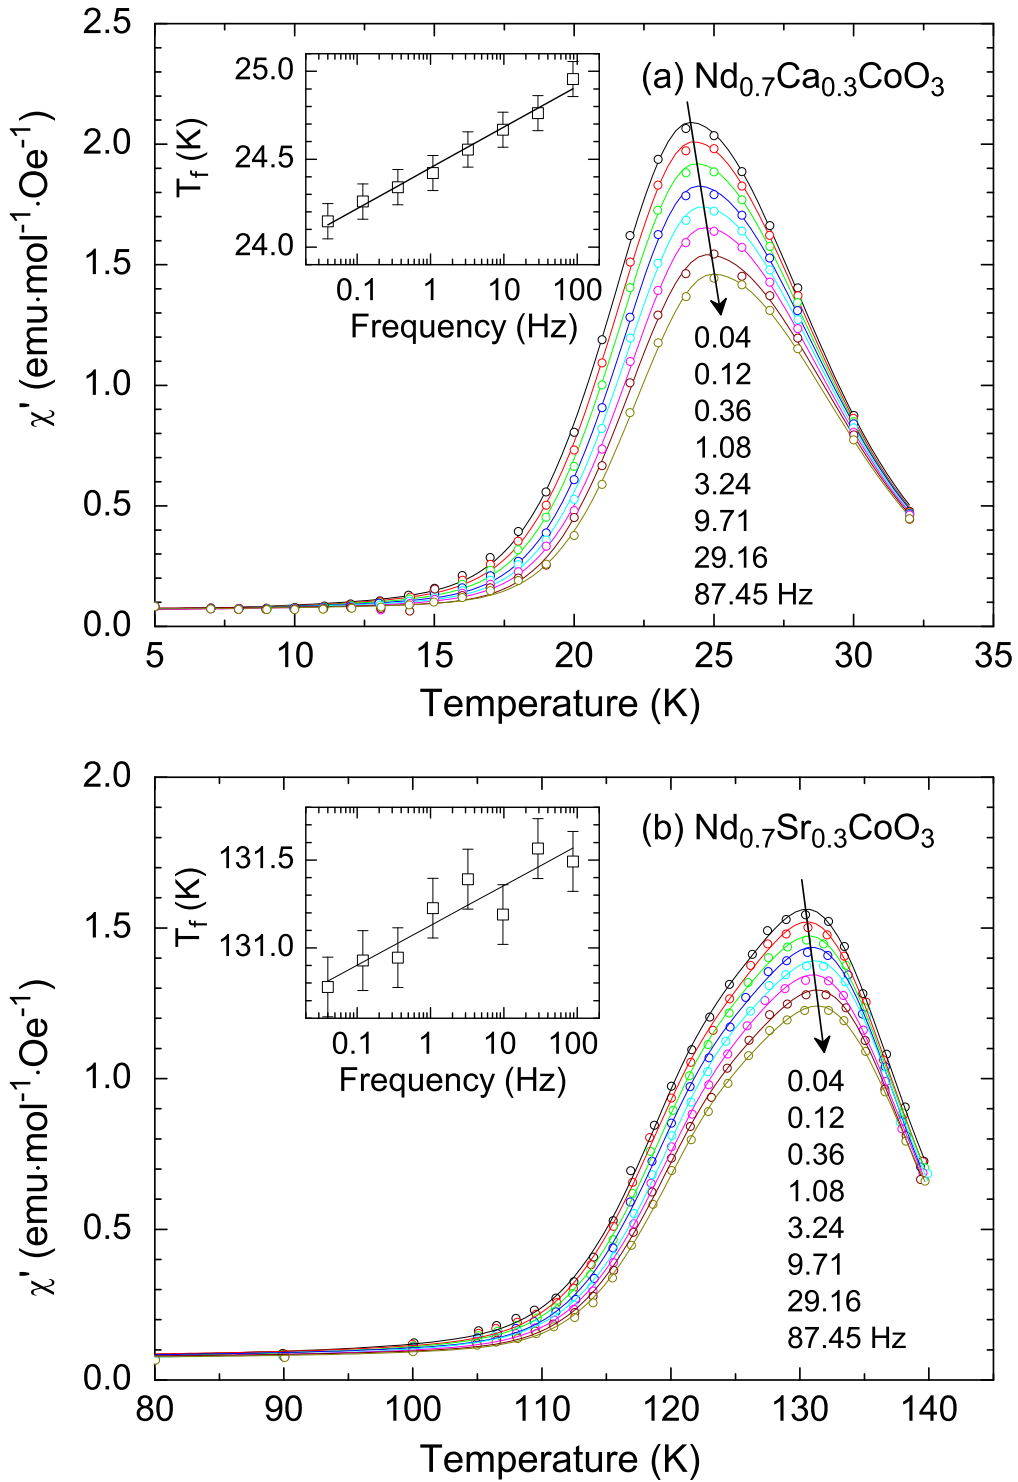 (a) Nd0.7Ca0.3CoO3
χ' (emu·mol-1·Oe-1)
2.5
2.0
1.5
1.0
0.5
0.0
5 10 15 20 25 30 35
Temperature (K)
Tf (K)
25.0
24.5
24.0
0.1 1 10 100
Frequency (Hz)
0.04
0.12
0.36
1.08
3.24
9.71
29.16
87.45 Hz
(b) Nd0.7Sr0.3CoO3
χ' (emu·mol-1·Oe-1)
2.0
1.5
1.0
0.5
0.0
80 90 100 110 120 130 140
Temperature (K)
Tf (K)
131.5
131.0
0.1 1 10 100
Frequency (Hz)
0.04
0.12
0.36
1.08
3.24
9.71
29.16
87.45 Hz